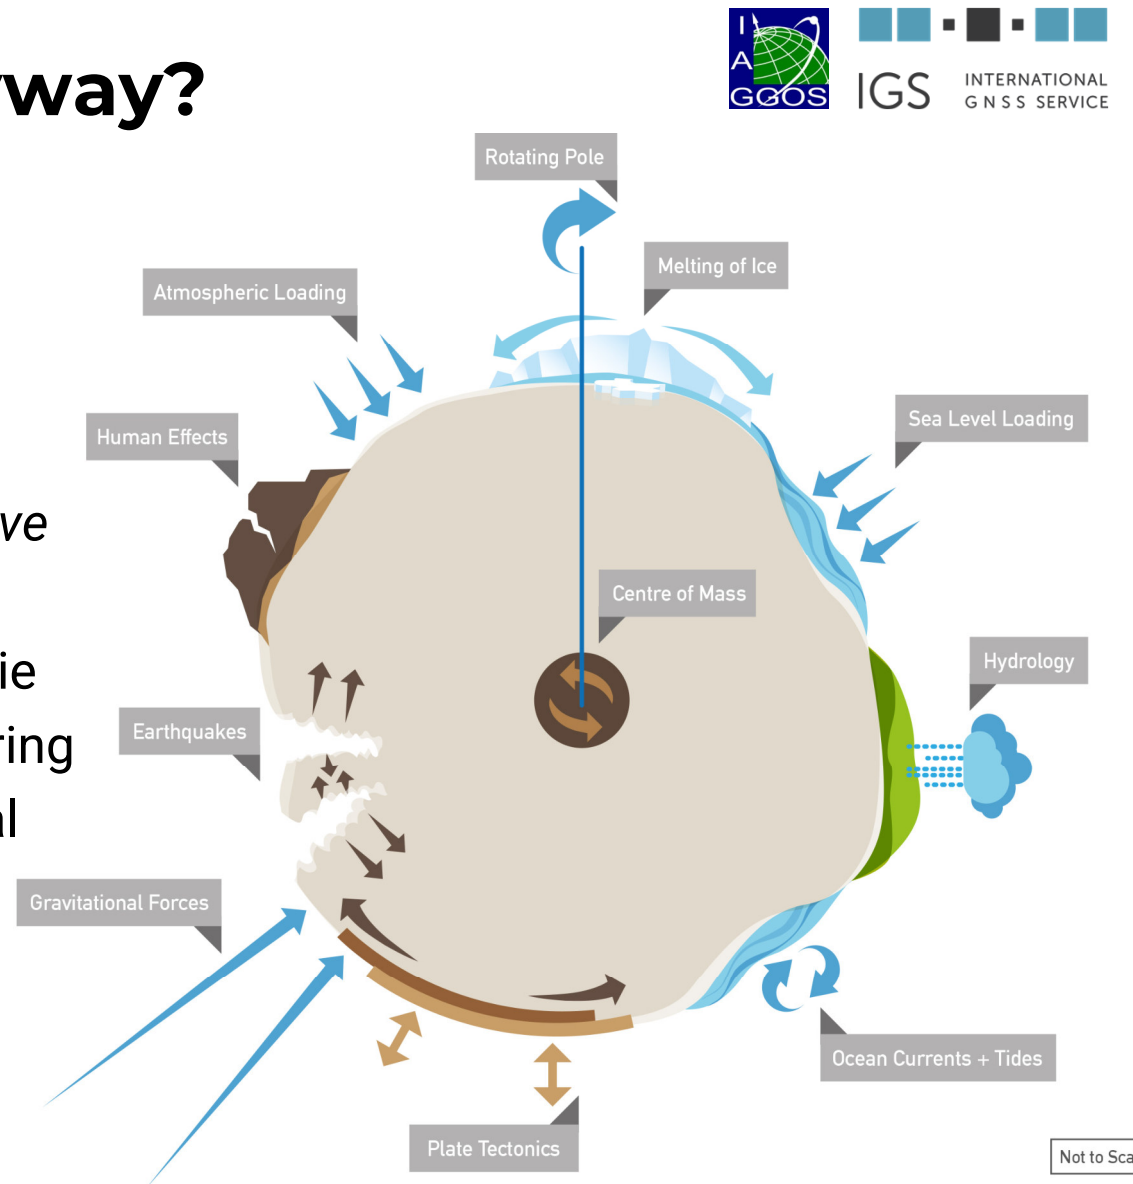 way?
I
A
GGOS
IGS
INTERNATIONAL
GNSS SERVICE
Rotating Pole
Melting of Ice
Atmospheric Loading
Sea Level Loading
Human Effects
ve
Centre of Mass
Hydrology
ie
Earthquakes
ring
al
Gravitational Forces
Ocean Currents + Tides
Plate Tectonics
Not to Sca